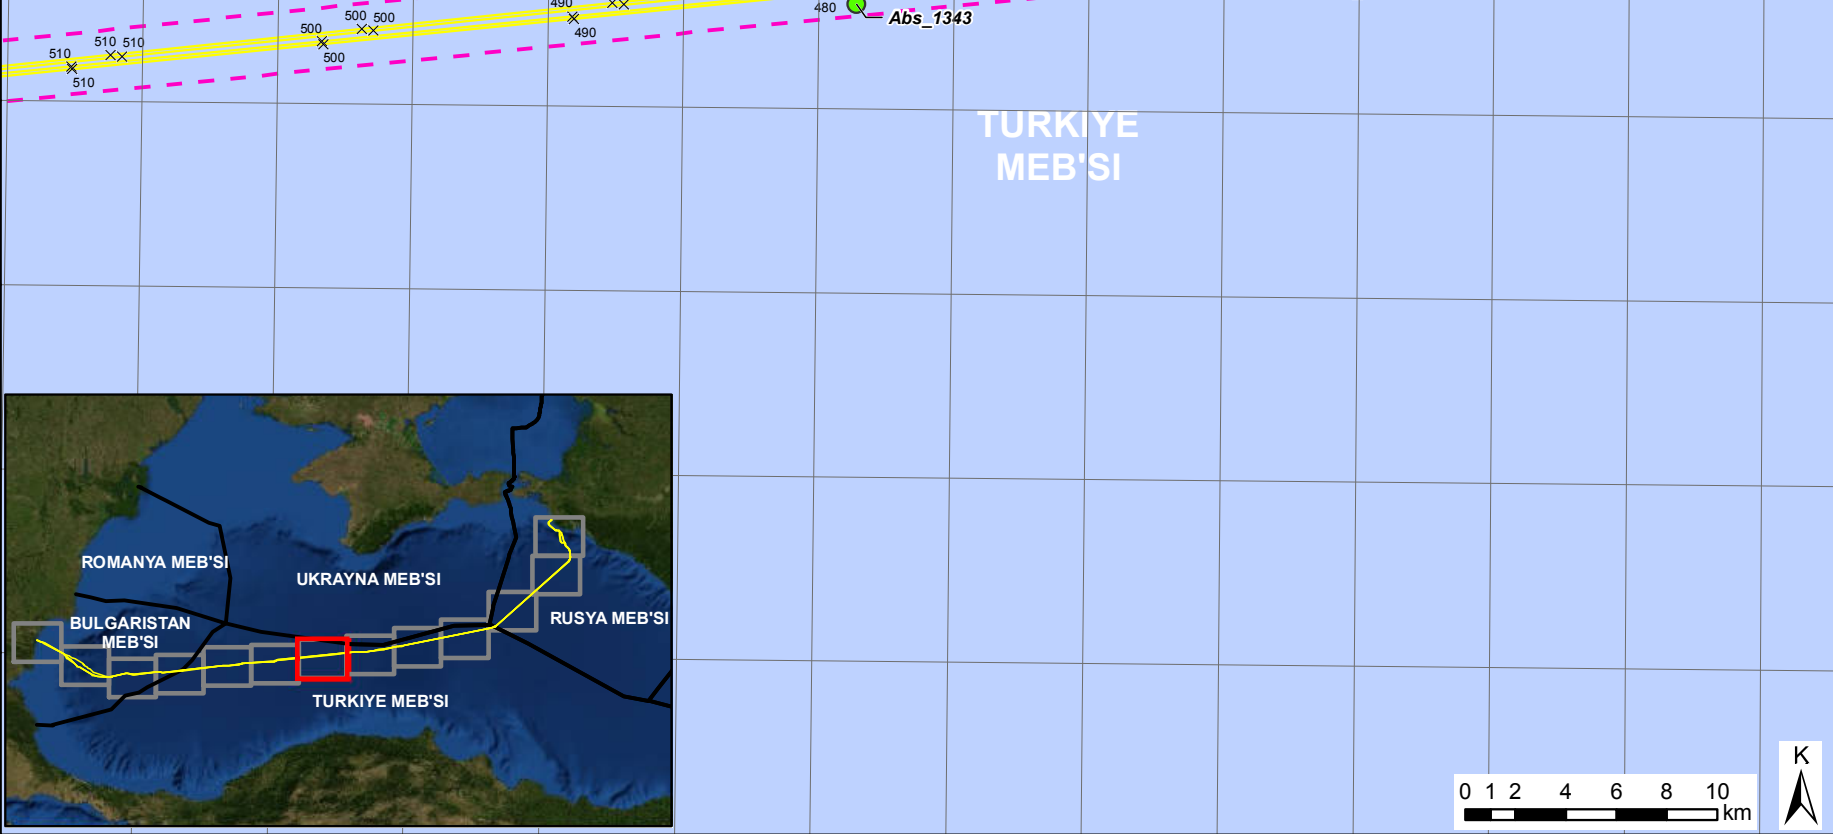 490
480
Abs_1343
500 500
500
490
510 510
510
500
510
TURKIYE
MEB'SI
ROMANYA MEB'SI
UKRAYNA MEB'SI
BULGARISTAN
MEB'SI
RUSYA MEB'SI
TURKIYE MEB'SI
K
0 1 2 4 6 8 10
km